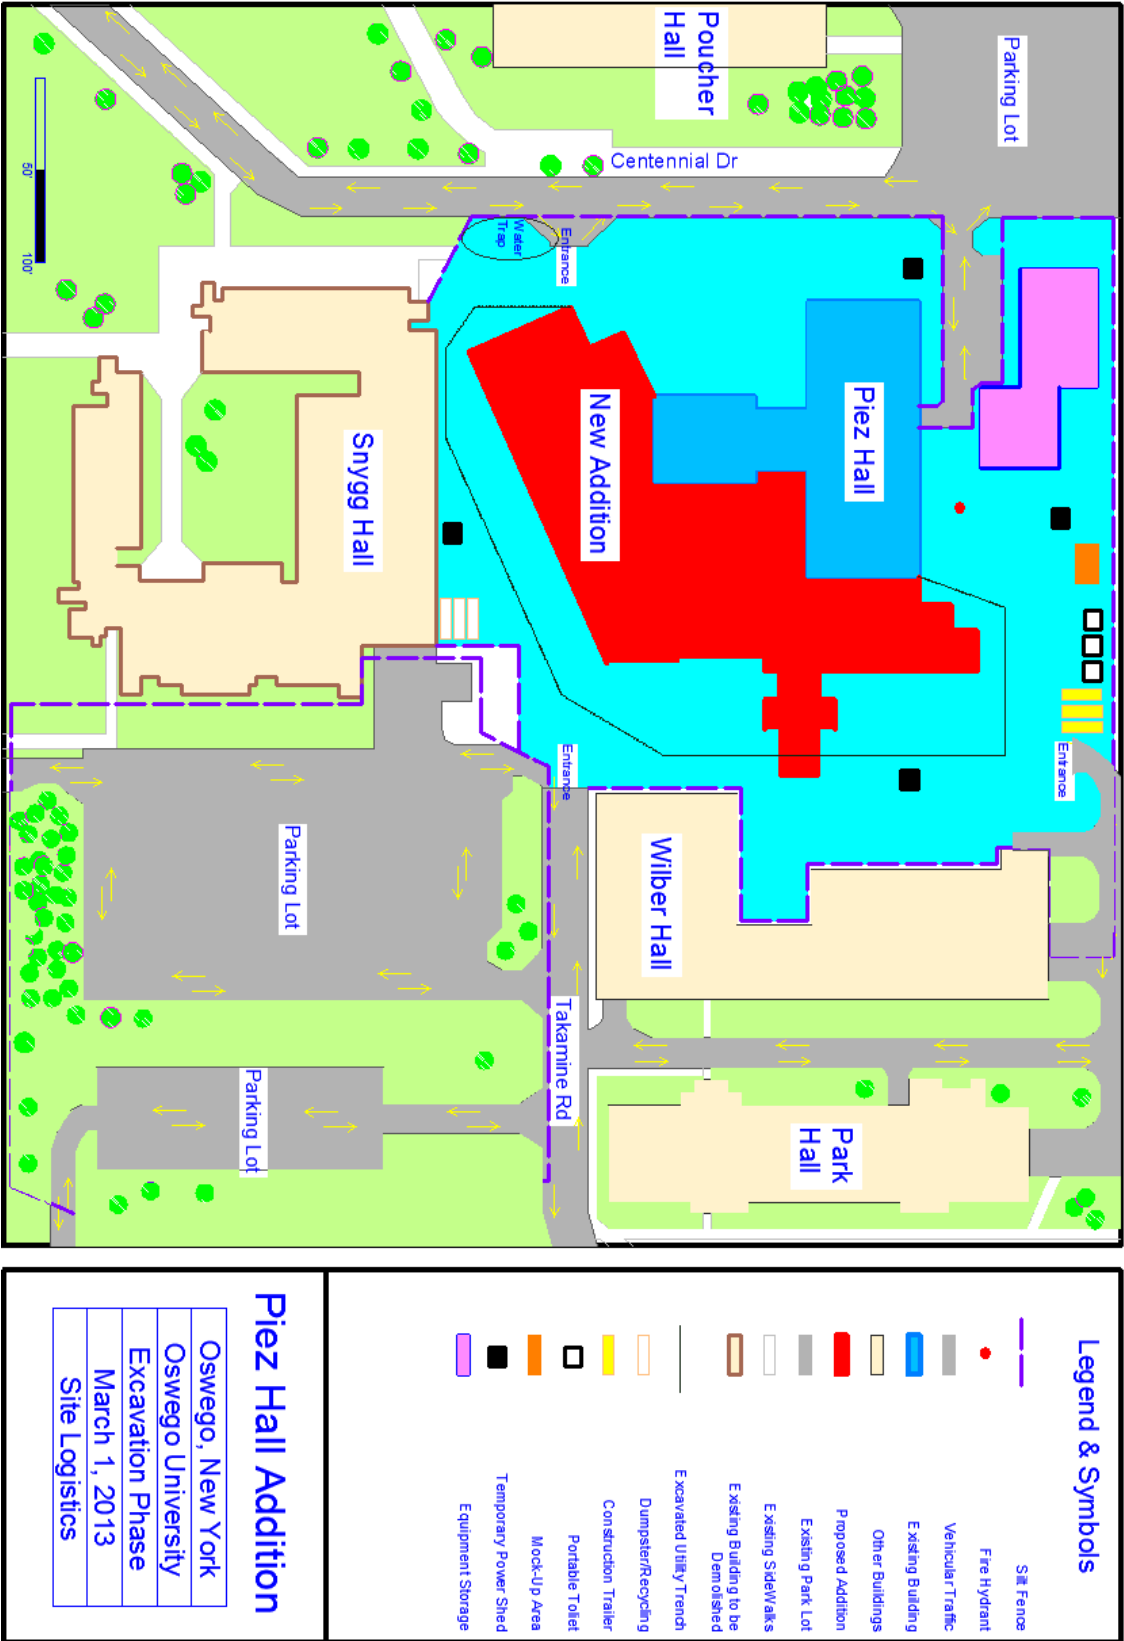 Poucher
Hall
Parking Lot
Centennial Dr
Water
Trap
Entrance
Piez Hall
New Addition
Snygg Hall
Entrance
Entrance
Wilber Hall
Parking Lot
Takamine Rd
Parking Lot
Park
Hall
50'
100'
Legend & Symbols
Silt Fence
Fire Hydrant
Vehicular Traffic
Existing Building
Other Buildings
Proposed Addition
Existing Park Lot
Existing SideWalks
Existing Building to be
Demolished
Excavated Utility Trench
Dumpster/Recycling
Construction Trailer
Portable Toliet
Mock-Up Area
Temporary Power Shed
Equipment Storage
Piez Hall Addition
Oswego, New York
Oswego University
Excavation Phase
March 1, 2013
Site Logistics